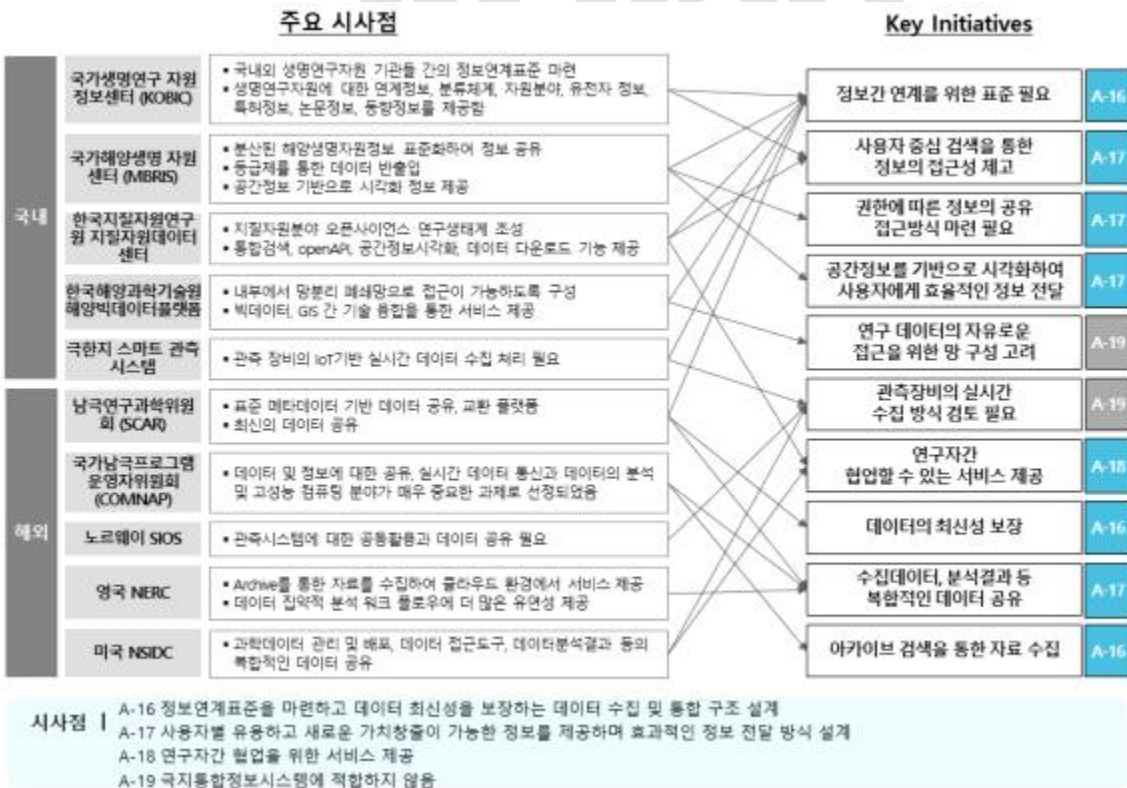 주요 시사점
Key Initiatives
국내
국가생명연구 자원
정보센터 (KOBIC)
• 국내외 생명연구자원 기관들 간의 정보연계표준 마련
• 생명연구자원에 대한 연계정보, 분류체계, 자원분야, 유전자 정보,
특허정보, 논문정보, 동향정보를 제공함
국가해양생명 자원
센터 (MBRIS)
• 분산된 해양생명자원정보 표준화하여 정보 공유
• 등급제를 통한 데이터 반출입
• 공간정보 기반으로 시각화 정보 제공
한국지질자원연구
원 지질자원데이터
센터
• 지질자원분야 오픈사이언스 연구생태계 조성
• 통합검색, openAPI, 공간정보시각화, 데이터 다운로드 기능 제공
한국해양과학기술원
해양빅데이터플랫폼
• 내부에서 망분리 폐쇄망으로 접근이 가능하도록 구성
• 빅데이터, GIS 간 기술 융합을 통한 서비스 제공
극한지 스마트 관측
시스템
• 관측 장비의 IoT기반 실시간 데이터 수집 처리 필요
해외
남극연구과학위원
회 (SCAR)
• 표준 메타데이터 기반 데이터 공유, 교환 플랫폼
• 최신의 데이터 공유
국가남극프로그램
운영자위원회
(COMNAP)
• 데이터 및 정보에 대한 공유, 실시간 데이터 통신과 데이터의 분석
및 고성능 컴퓨팅 분야가 매우 중요한 과제로 선정되었음
노르웨이 SIOS
• 관측시스템에 대한 공동활용과 데이터 공유 필요
영국 NERC
• Archive를 통한 자료를 수집하여 클라우드 환경에서 서비스 제공
• 데이터 집약적 분석 워크 플로우에 더 많은 유연성 제공
미국 NSIDC
• 과학데이터 관리 및 배포, 데이터 접근도구, 데이터분석결과 등의
복합적인 데이터 공유
정보간 연계를 위한 표준 필요
A-16
사용자 중심 검색을 통한
정보의 접근성 제고
A-17
권한에 따른 정보의 공유
접근방식 마련 필요
A-17
공간정보를 기반으로 시각화하여
사용자에게 효율적인 정보 전달
A-17
연구 데이터의 자유로운
접근을 위한 망 구성 고려
A-19
관측장비의 실시간
수집 방식 검토 필요
A-19
연구자간
협업할 수 있는 서비스 제공
A-18
데이터의 최신성 보장
A-16
수집데이터, 분석결과 등
복합적인 데이터 공유
A-17
아카이브 검색을 통한 자료 수집
A-16
시사점 |
A-16 정보연계표준을 마련하고 데이터 최신성을 보장하는 데이터 수집 및 통합 구조 설계
A-17 사용자별 유용하고 새로운 가치창출이 가능한 정보를 제공하며 효과적인 정보 전달 방식 설계
A-18 연구자간 협업을 위한 서비스 제공
A-19 극지통합정보시스템에 적합하지 않음